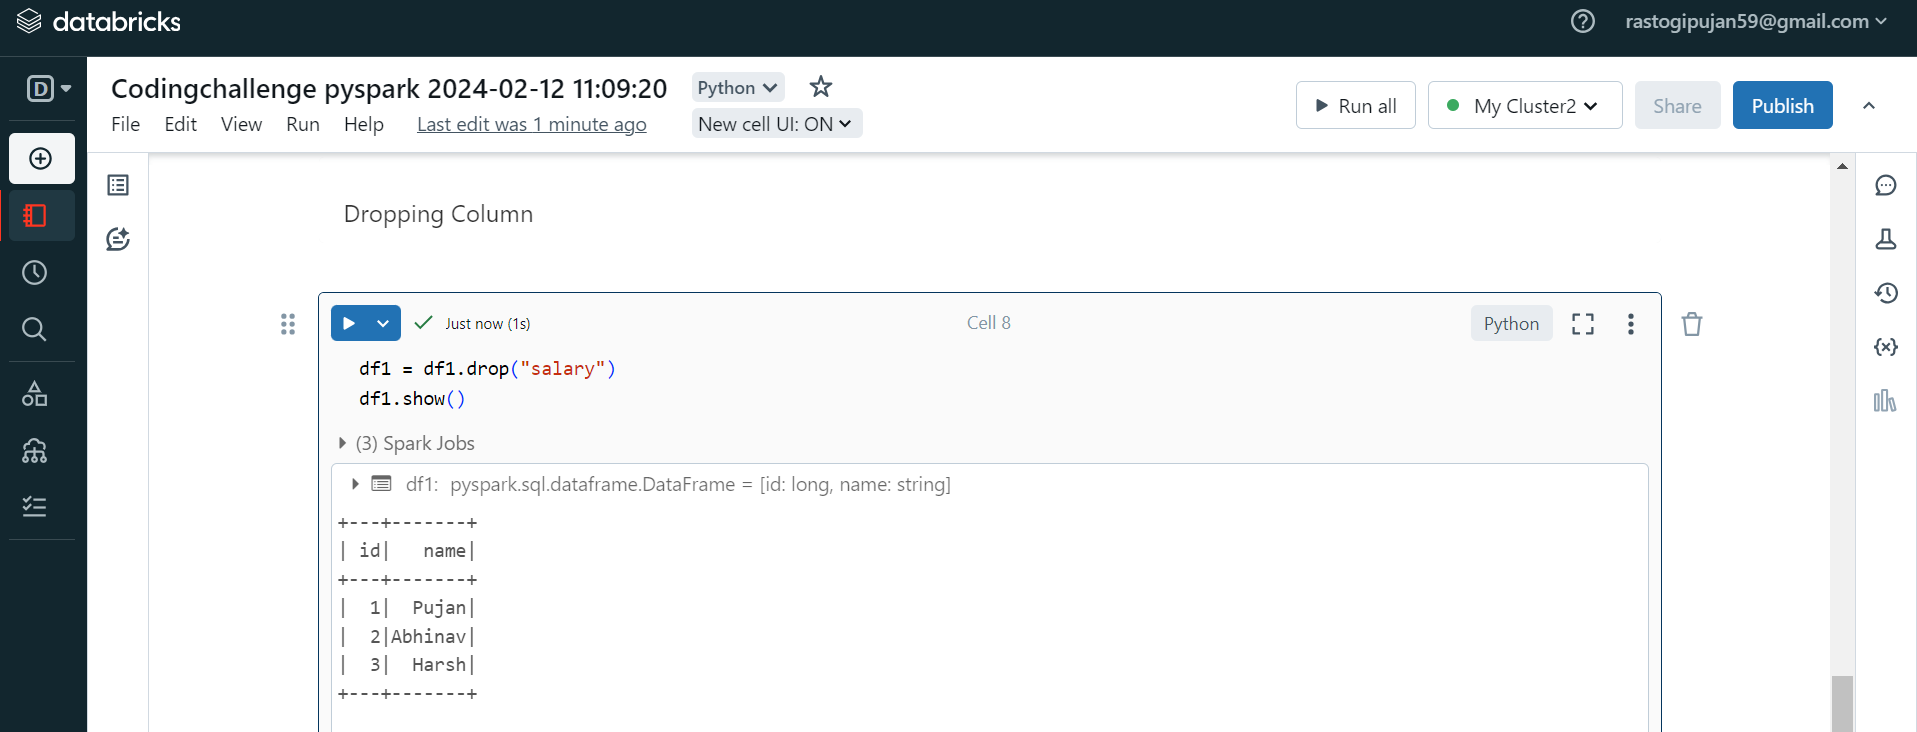 databricks
rastogipujan59@gmail.com
D
Codingchallenge pyspark 2024-02-12 11:09:20
Python
File Edit View Run Help Last edit was 1 minute ago
New cell UI: ON
Run all
My Cluster2
Share
Publish
Dropping Column
Just now (1s)
Cell 8
Python
df1 = df1.drop("salary")
df1.show()
(3) Spark Jobs
df1: pyspark.sql.dataframe.DataFrame = [id: long, name: string]
+---+-------+
| id|   name|
+---+-------+
|  1|  Pujan|
|  2|Abhinav|
|  3|  Harsh|
+---+-------+